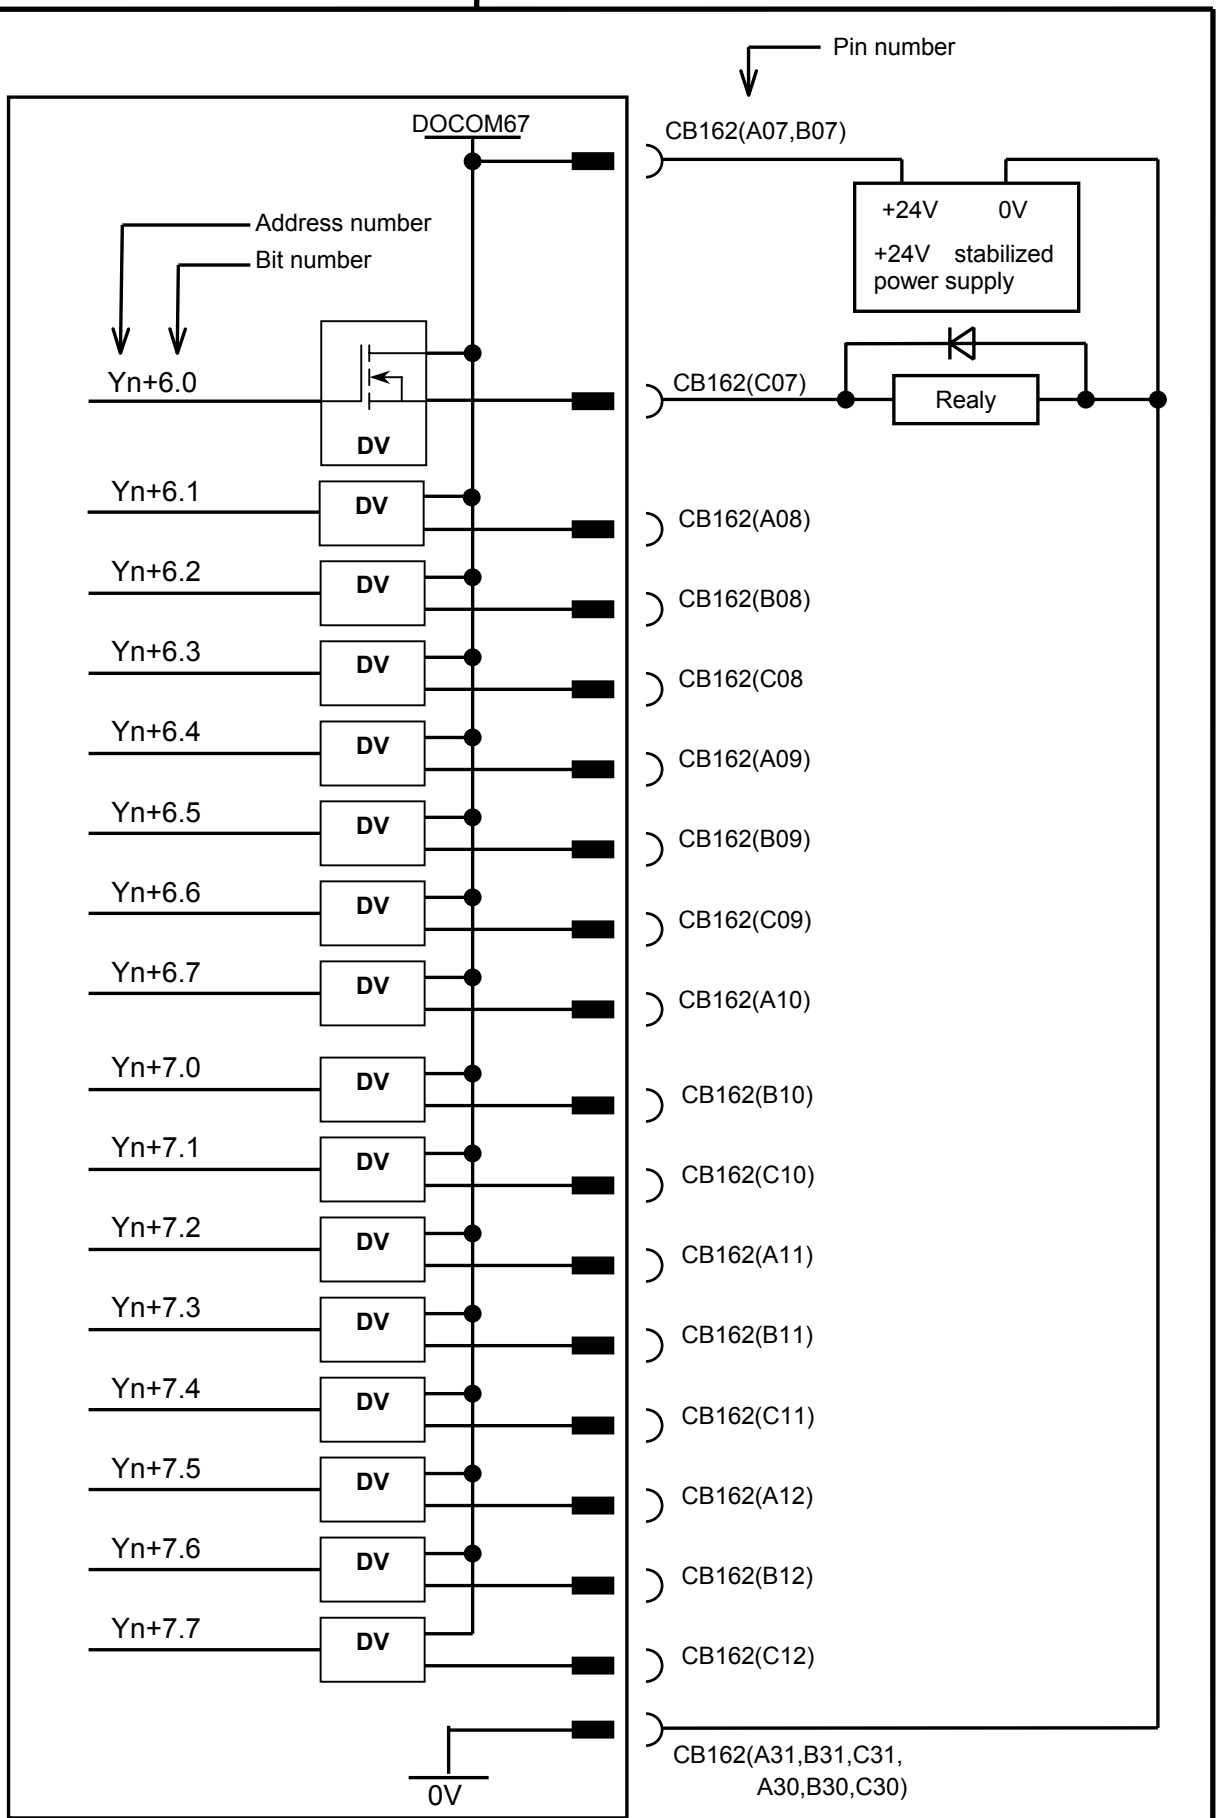 Pin number
DOCOM67
CB162(A07,B07)
+24V 0V
+24V stabilized
power supply
Address number
Bit number
Yn+6.0
DV
CB162(C07)
Realy
Yn+6.1
DV
CB162(A08)
Yn+6.2
DV
CB162(B08)
Yn+6.3
DV
CB162(C08
Yn+6.4
DV
CB162(A09)
Yn+6.5
DV
CB162(B09)
Yn+6.6
DV
CB162(C09)
Yn+6.7
DV
CB162(A10)
Yn+7.0
DV
CB162(B10)
Yn+7.1
DV
CB162(C10)
Yn+7.2
DV
CB162(A11)
Yn+7.3
DV
CB162(B11)
Yn+7.4
DV
CB162(C11)
Yn+7.5
DV
CB162(A12)
Yn+7.6
DV
CB162(B12)
Yn+7.7
DV
CB162(C12)
0V
CB162(A31,B31,C31,
A30,B30,C30)